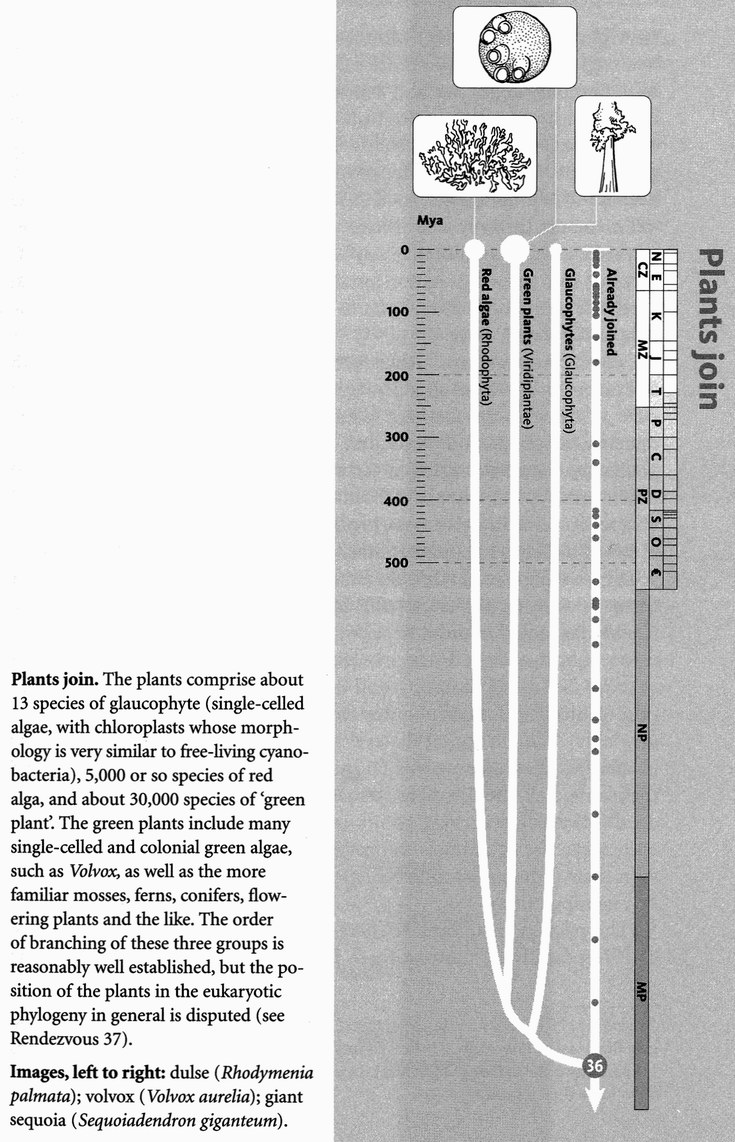 Plants join
Mya
0
100
200
300
400
500
Red algae (Rhodophyta)
Green plants (Viridiplantae)
Glaucophytes (Glaucophyta)
Already joined
N
E
K
J
T
P
C
D
S
O
Є
CZ
MZ
PZ
NP
MP
36
Plants join. The plants comprise about
13 species of glaucophyte (single-celled
algae, with chloroplasts whose morph-
ology is very similar to free-living cyano-
bacteria), 5,000 or so species of red
alga, and about 30,000 species of ‘green
plant’. The green plants include many
single-celled and colonial green algae,
such as Volvox, as well as the more
familiar mosses, ferns, conifers, flow-
ering plants and the like. The order
of branching of these three groups is
reasonably well established, but the po-
sition of the plants in the eukaryotic
phylogeny in general is disputed (see
Rendezvous 37).
Images, left to right: dulse (Rhodymenia
palmata); volvox (Volvox aurelia); giant
sequoia (Sequoiadendron giganteum).